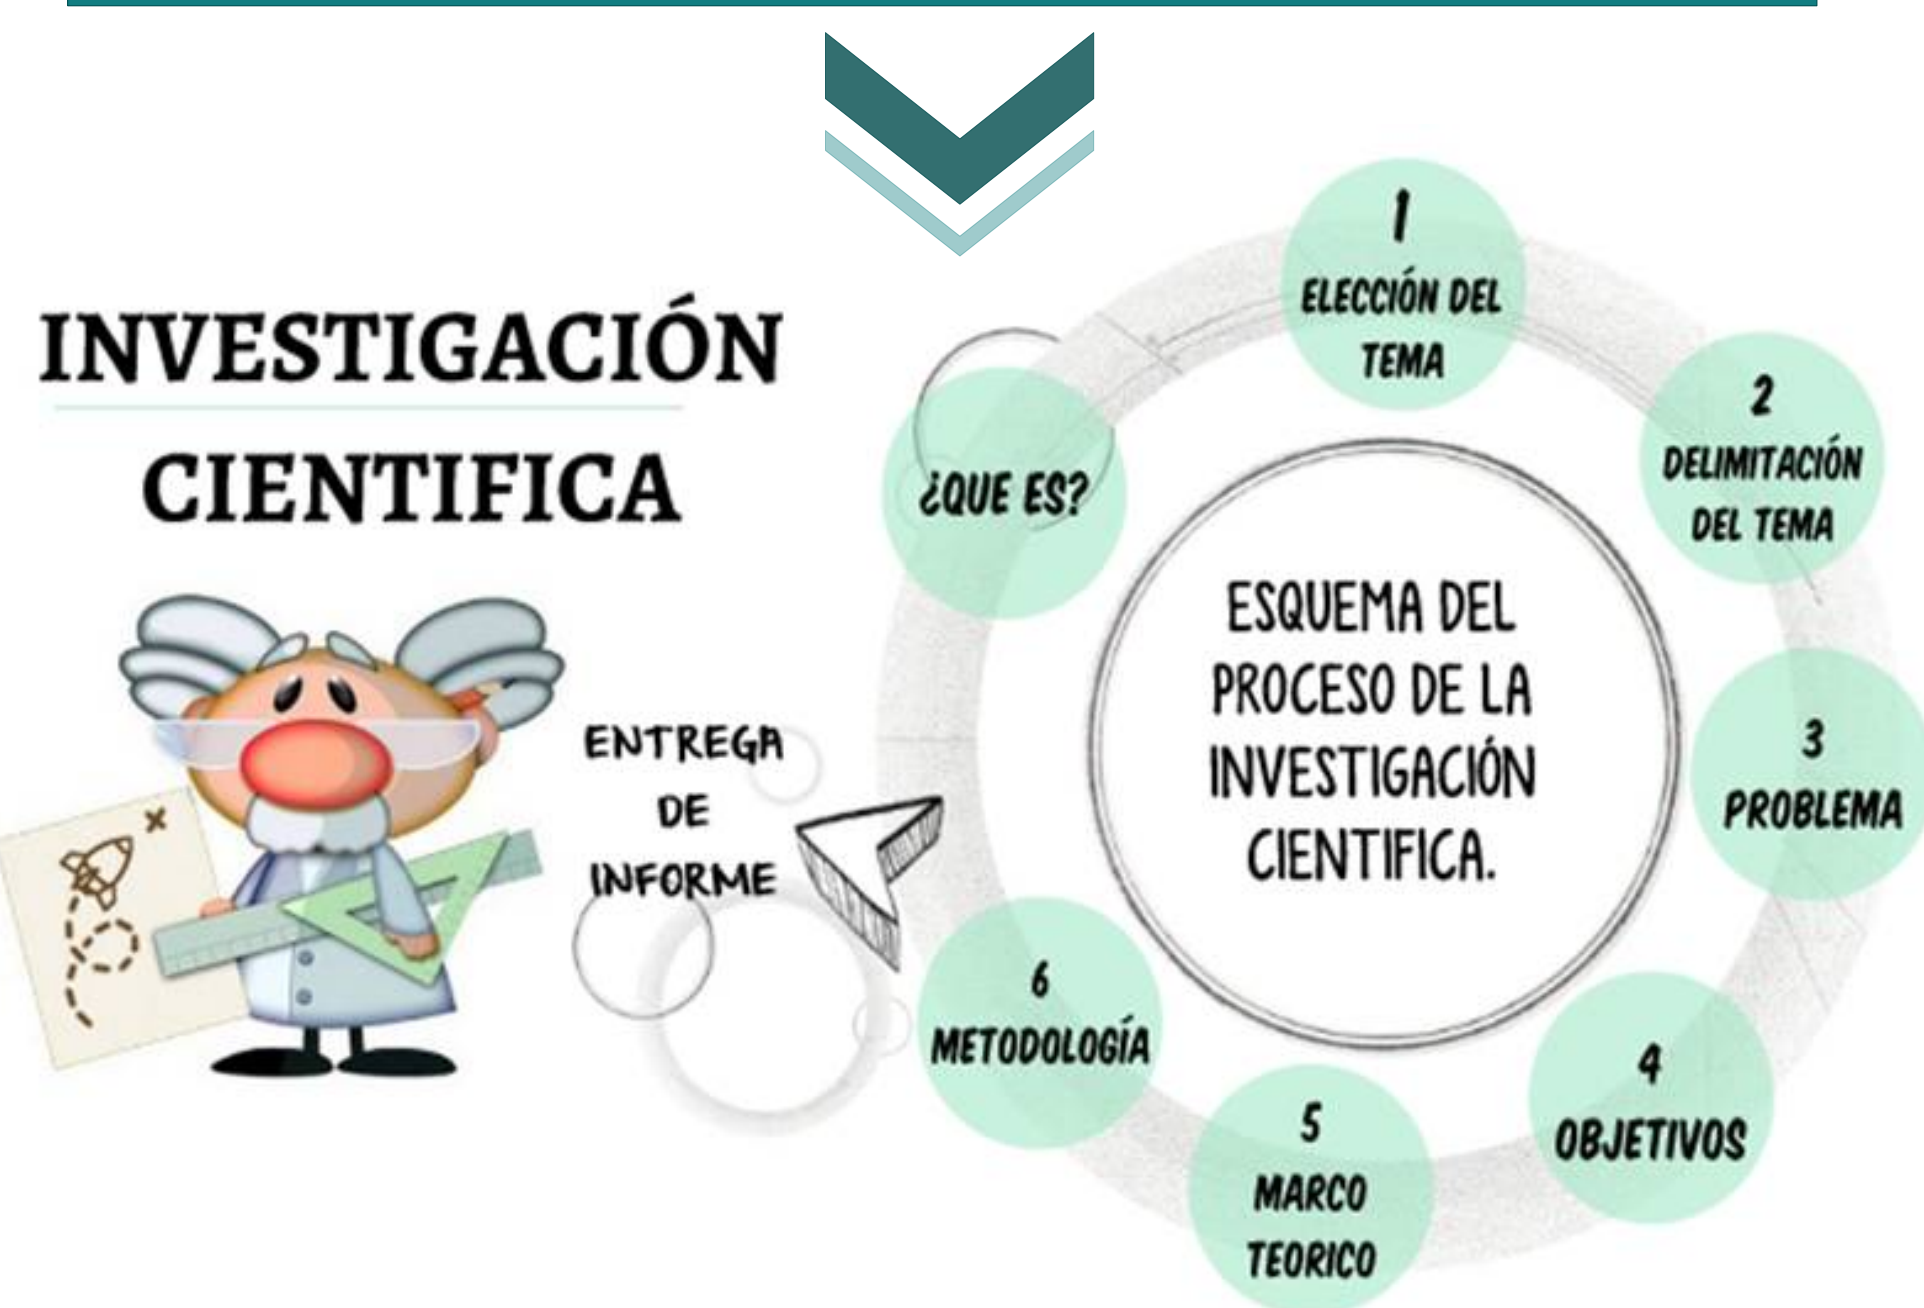 INVESTIGACIÓN
CIENTIFICA
¿QUE ES?
1
ELECCIÓN DEL
TEMA
2
DELIMITACIÓN
DEL TEMA
3
PROBLEMA
4
OBJETIVOS
5
MARCO
TEORICO
6
METODOLOGÍA
ENTREGA
DE
INFORME
ESQUEMA DEL
PROCESO DE LA
INVESTIGACIÓN
CIENTIFICA.